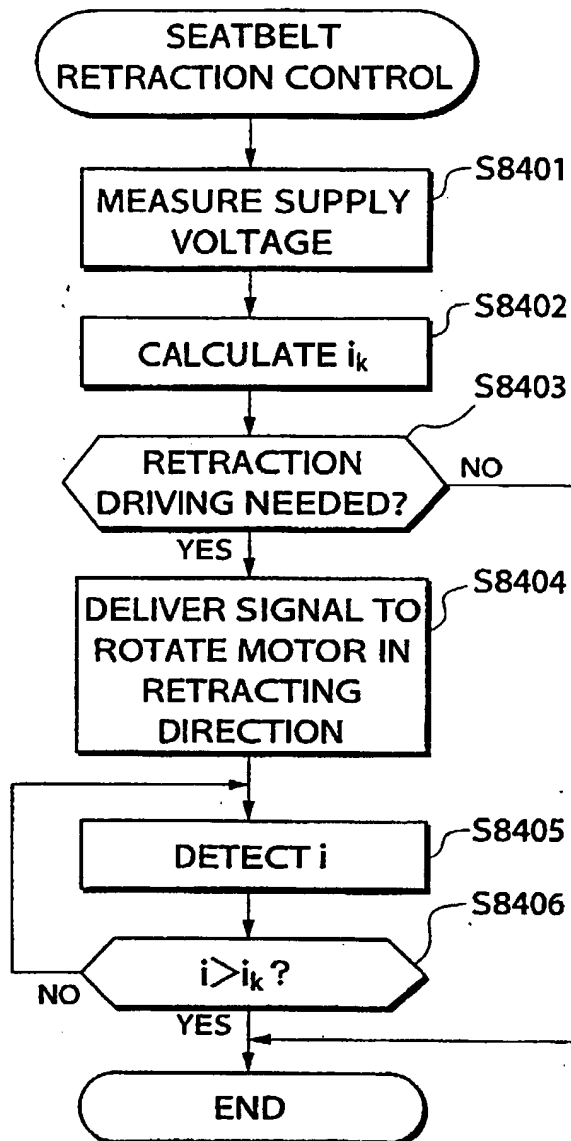 SEATBELT
RETRACTION CONTROL
S8401
MEASURE SUPPLY
VOLTAGE
S8402
CALCULATE iₖ
S8403
RETRACTION
DRIVING NEEDED?
NO
YES
S8404
DELIVER SIGNAL TO
ROTATE MOTOR IN
RETRACTING
DIRECTION
S8405
DETECT i
S8406
i>iₖ?
NO
YES
END